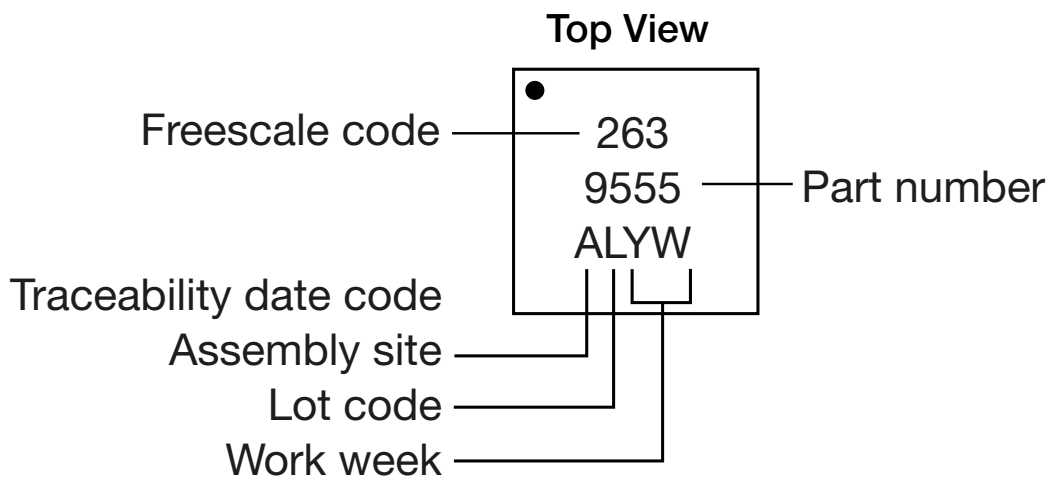 Top View
Freescale code
263
9555
Part number
ALYW
Traceability date code
Assembly site
Lot code
Work week